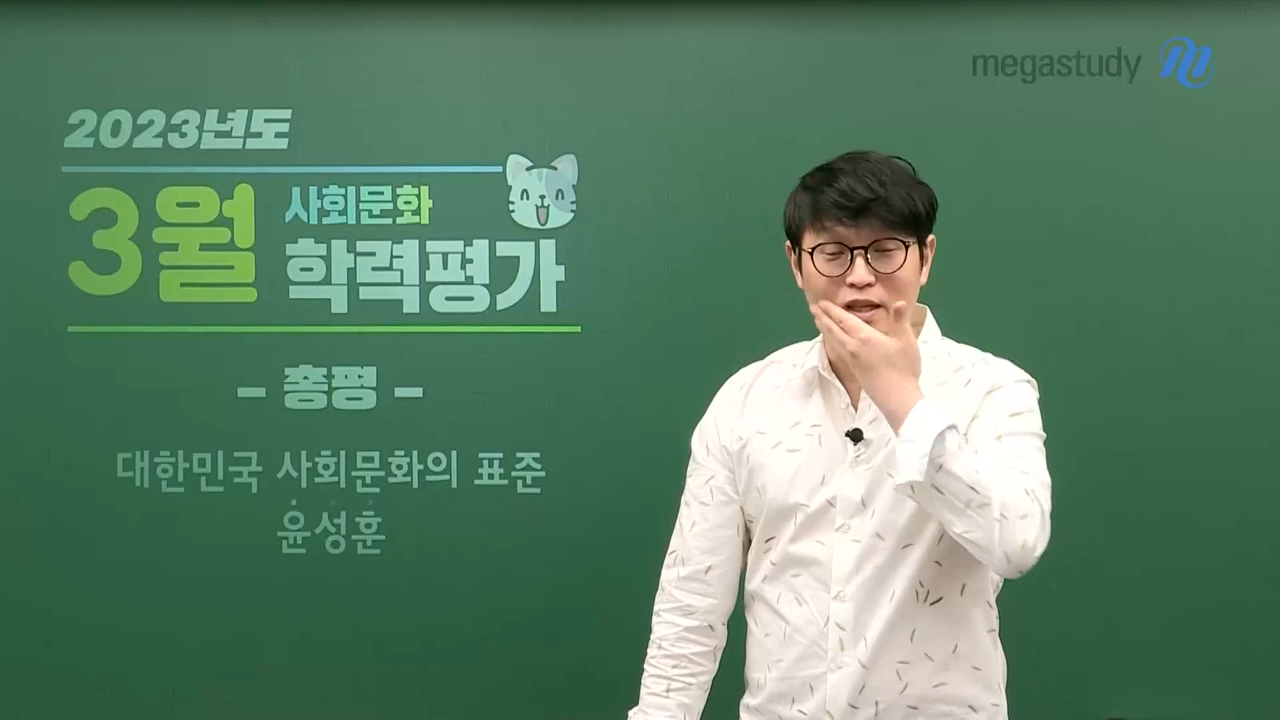 megastudy
2023년도
3월 사회문화
학력평가
- 총평 -
대한민국 사회문화의 표준
윤성훈